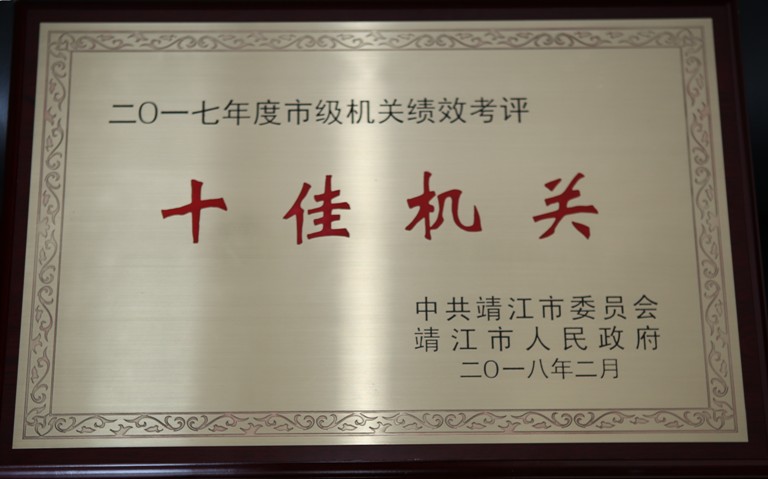 二〇一七年度市级机关绩效考评
十佳机关
中共靖江市委员会
靖江市人民政府
二〇一八年二月